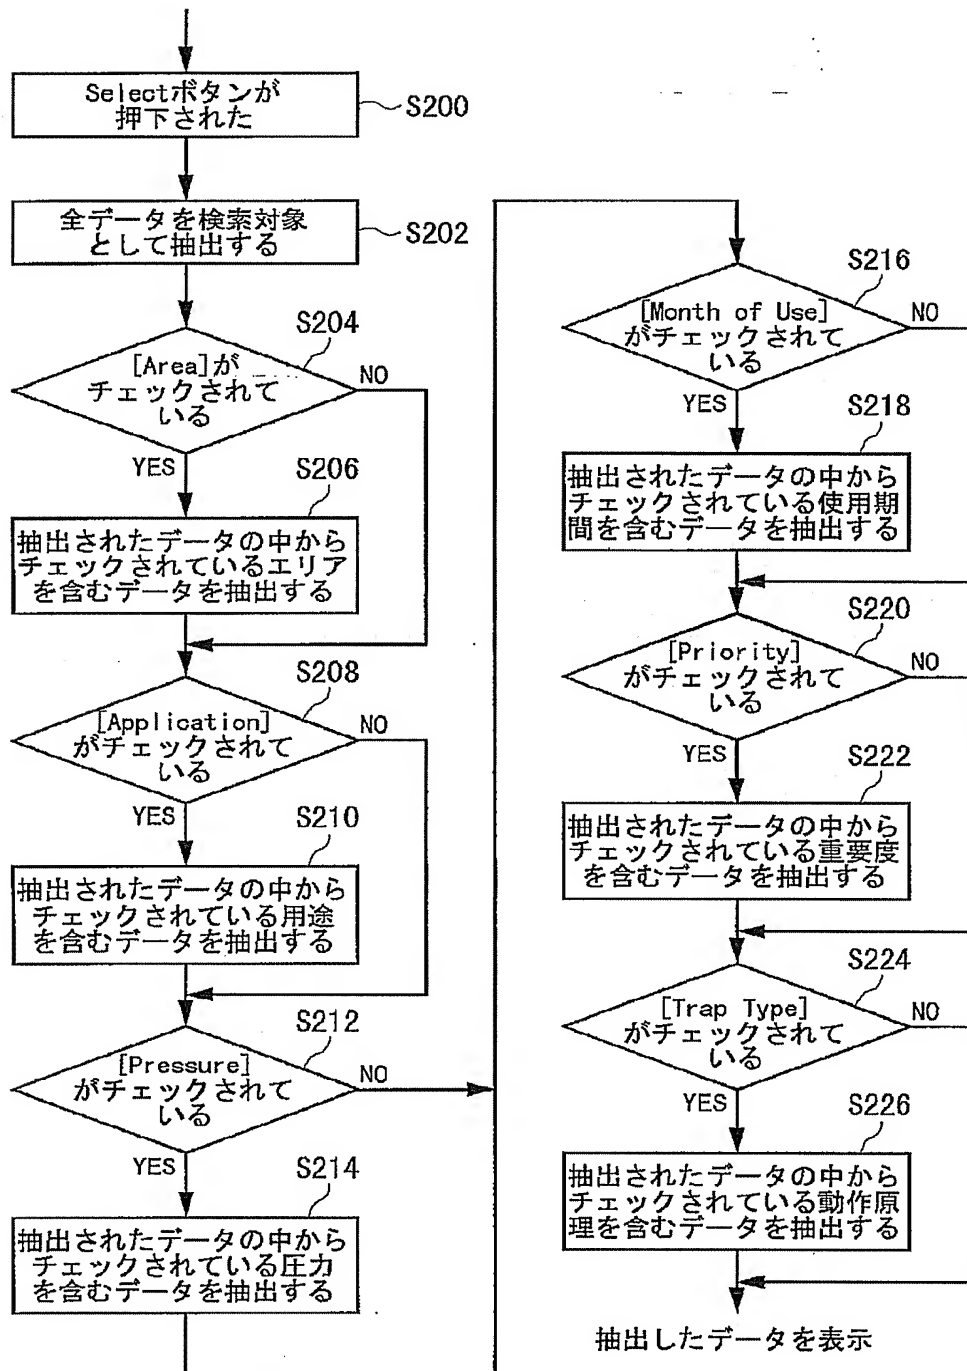 Selectボタンが
押下された
S200
全データを検索対象
として抽出する
S202
S204
[Area]が
チェックされて
いる
NO
YES
S206
抽出されたデータの中から
チェックされているエリア
を含むデータを抽出する
S208
[Application]
がチェックされて
いる
NO
YES
S210
抽出されたデータの中から
チェックされている用途
を含むデータを抽出する
S212
[Pressure]
がチェックされて
いる
NO
YES
S214
抽出されたデータの中から
チェックされている圧力
を含むデータを抽出する
S216
[Month of Use]
がチェックされて
いる
NO
YES
S218
抽出されたデータの中から
チェックされている使用期
間を含むデータを抽出する
S220
[Priority]
がチェックされて
いる
NO
YES
S222
抽出されたデータの中から
チェックされている重要度
を含むデータを抽出する
S224
[Trap Type]
がチェックされて
いる
NO
YES
S226
抽出されたデータの中から
チェックされている動作原
理を含むデータを抽出する
抽出したデータを表示